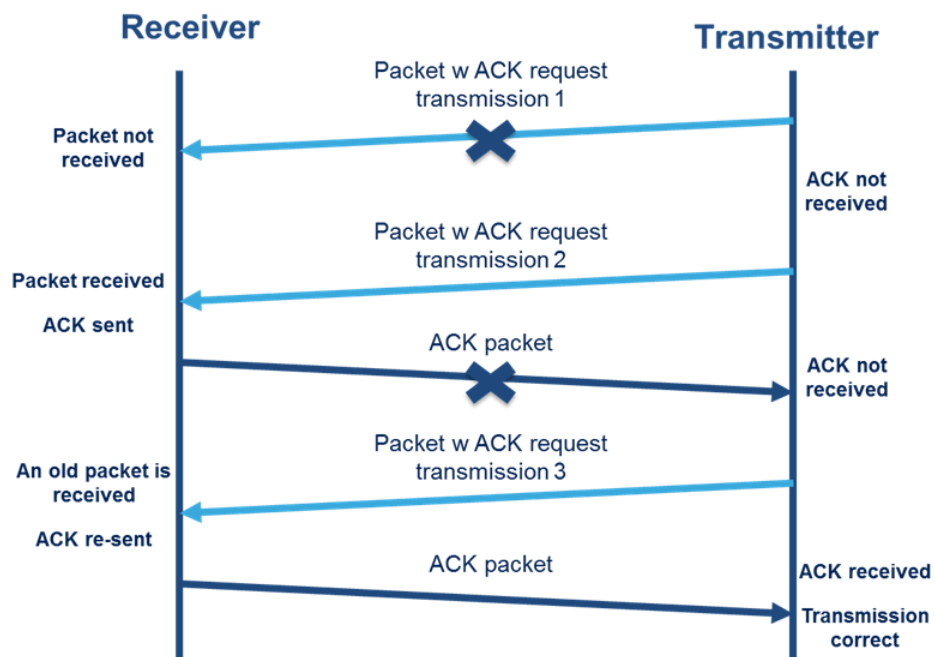 Receiver
Transmitter
Packet w ACK request
transmission 1
Packet not
received
ACK not
received
Packet w ACK request
transmission 2
Packet received
ACK sent
ACK packet
ACK not
received
Packet w ACK request
transmission 3
An old packet is
received
ACK re-sent
ACK packet
ACK received
Transmission
correct